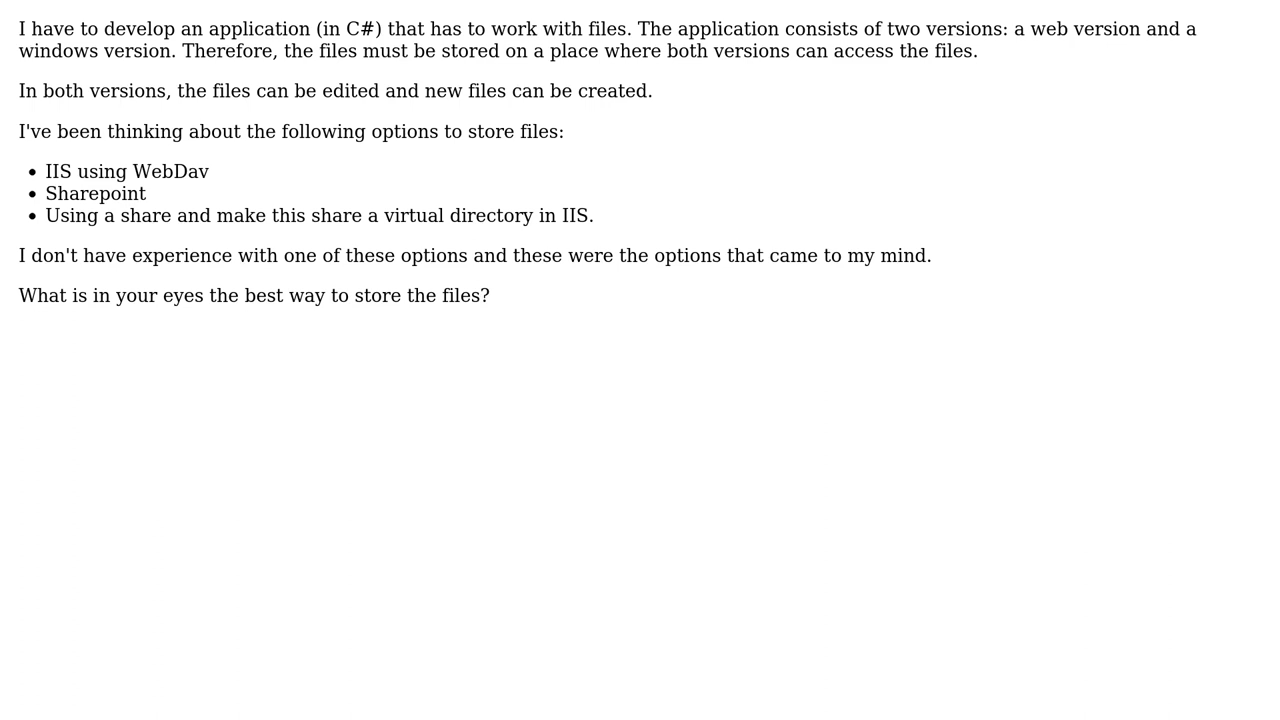 I have to develop an application (in C#) that has to work with files. The application consists of two versions: a web version and a
windows version. Therefore, the files must be stored on a place where both versions can access the files.
In both versions, the files can be edited and new files can be created.
I've been thinking about the following options to store files:
• IIS using WebDav
• Sharepoint
• Using a share and make this share a virtual directory in IIS.
I don't have experience with one of these options and these were the options that came to my mind.
What is in your eyes the best way to store the files?